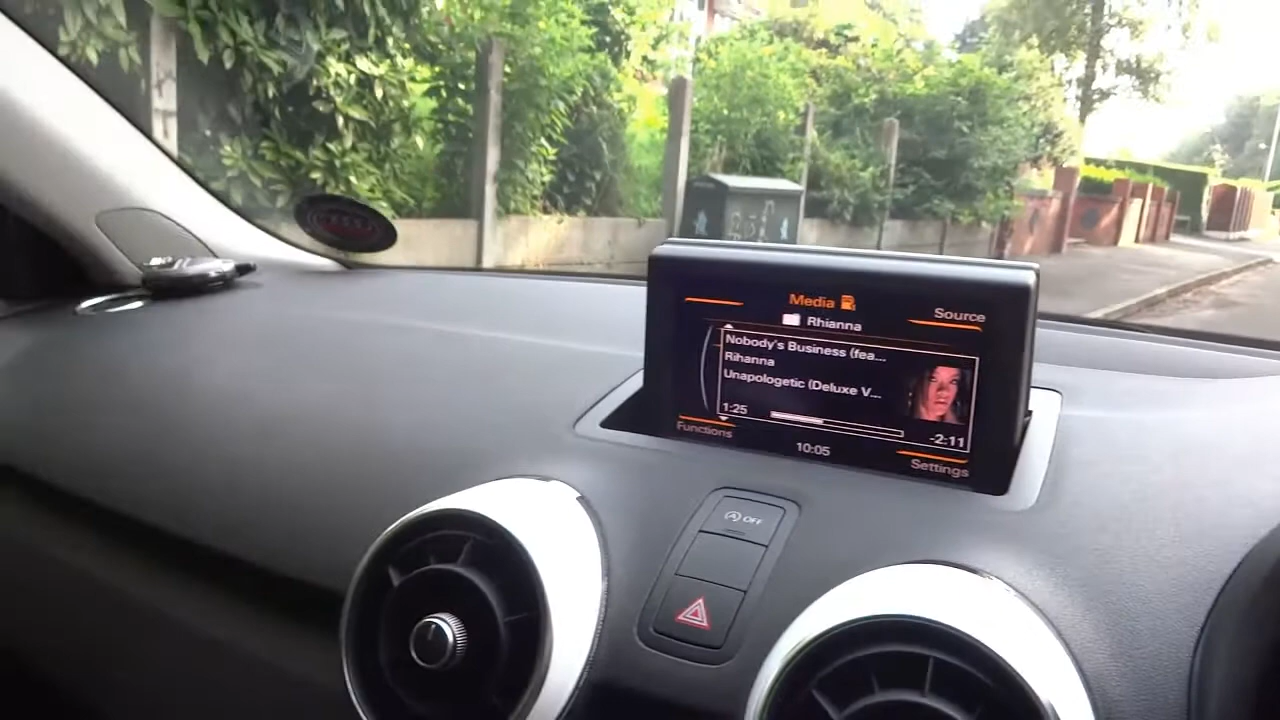 Media
Source
Rhianna
Nobody's Business (fea...
Rihanna
Unapologetic (Deluxe V...
1:25
-2:11
Functions
10:05
Settings
A OFF